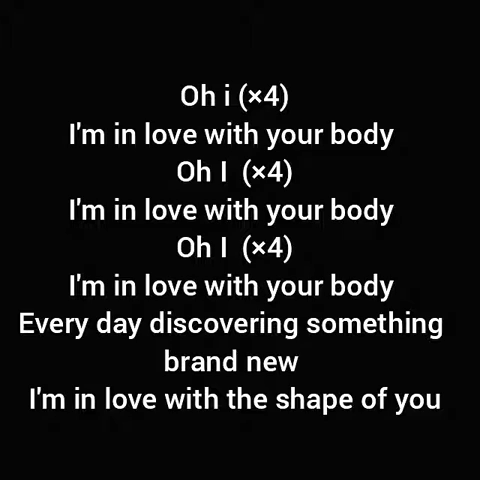 Oh i (×4)
I'm in love with your body
Oh I  (×4)
I'm in love with your body
Oh I  (×4)
I'm in love with your body
Every day discovering something
brand new
I'm in love with the shape of you